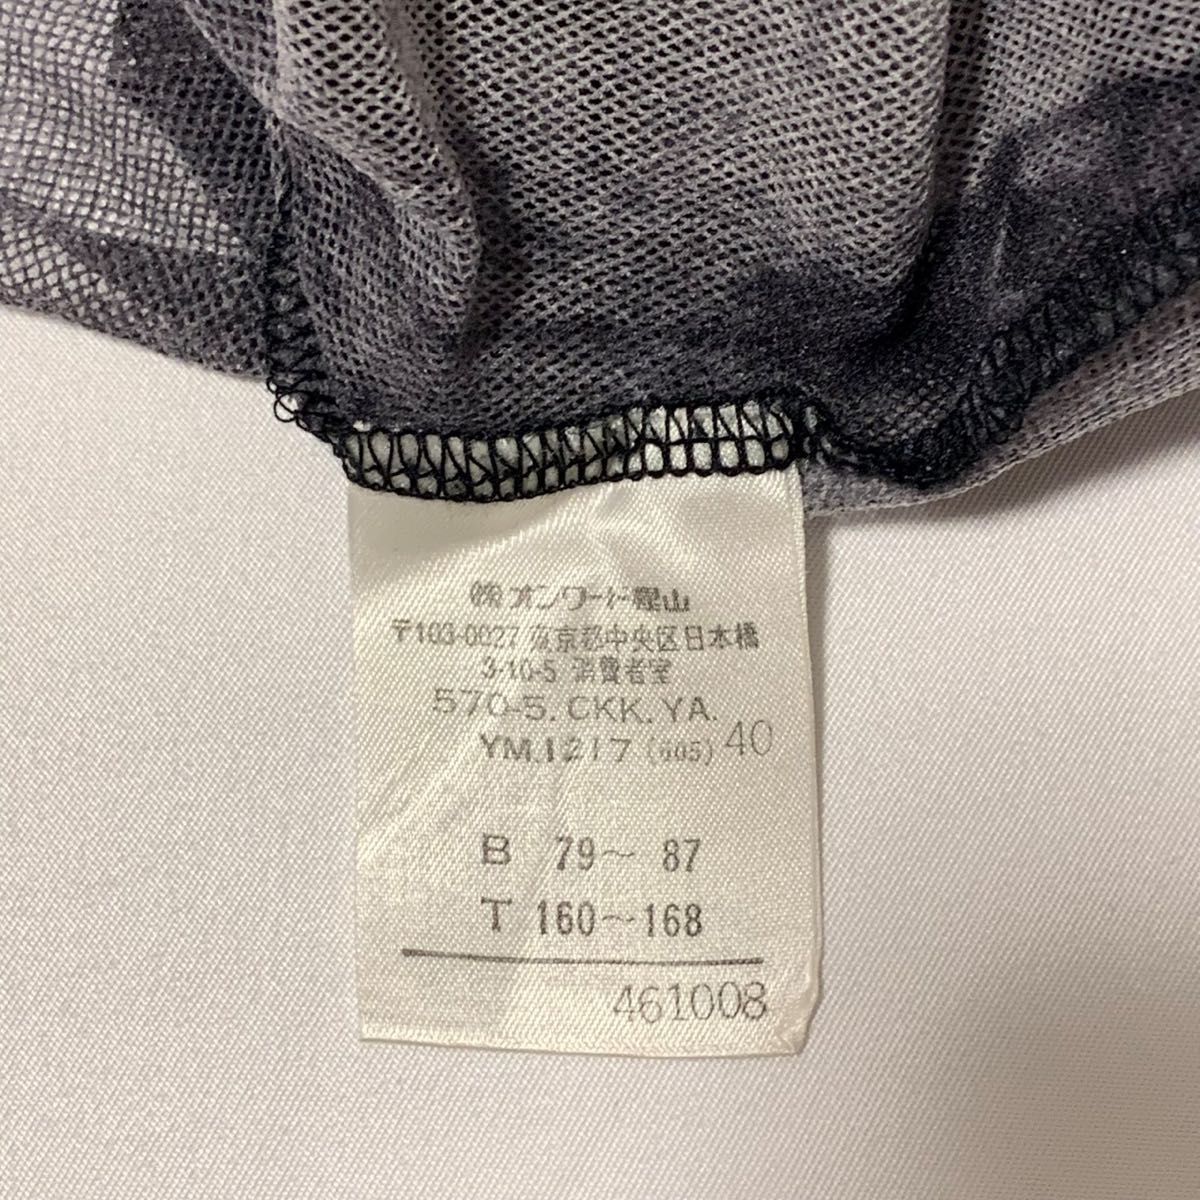 ㈱オンワード樫山
〒103-0027 東京都中央区日本橋
3-10-5 消費者室
570-5. CKK. YA.
YM.1217 (605) 40
B 79～ 87
T 160～168
461008